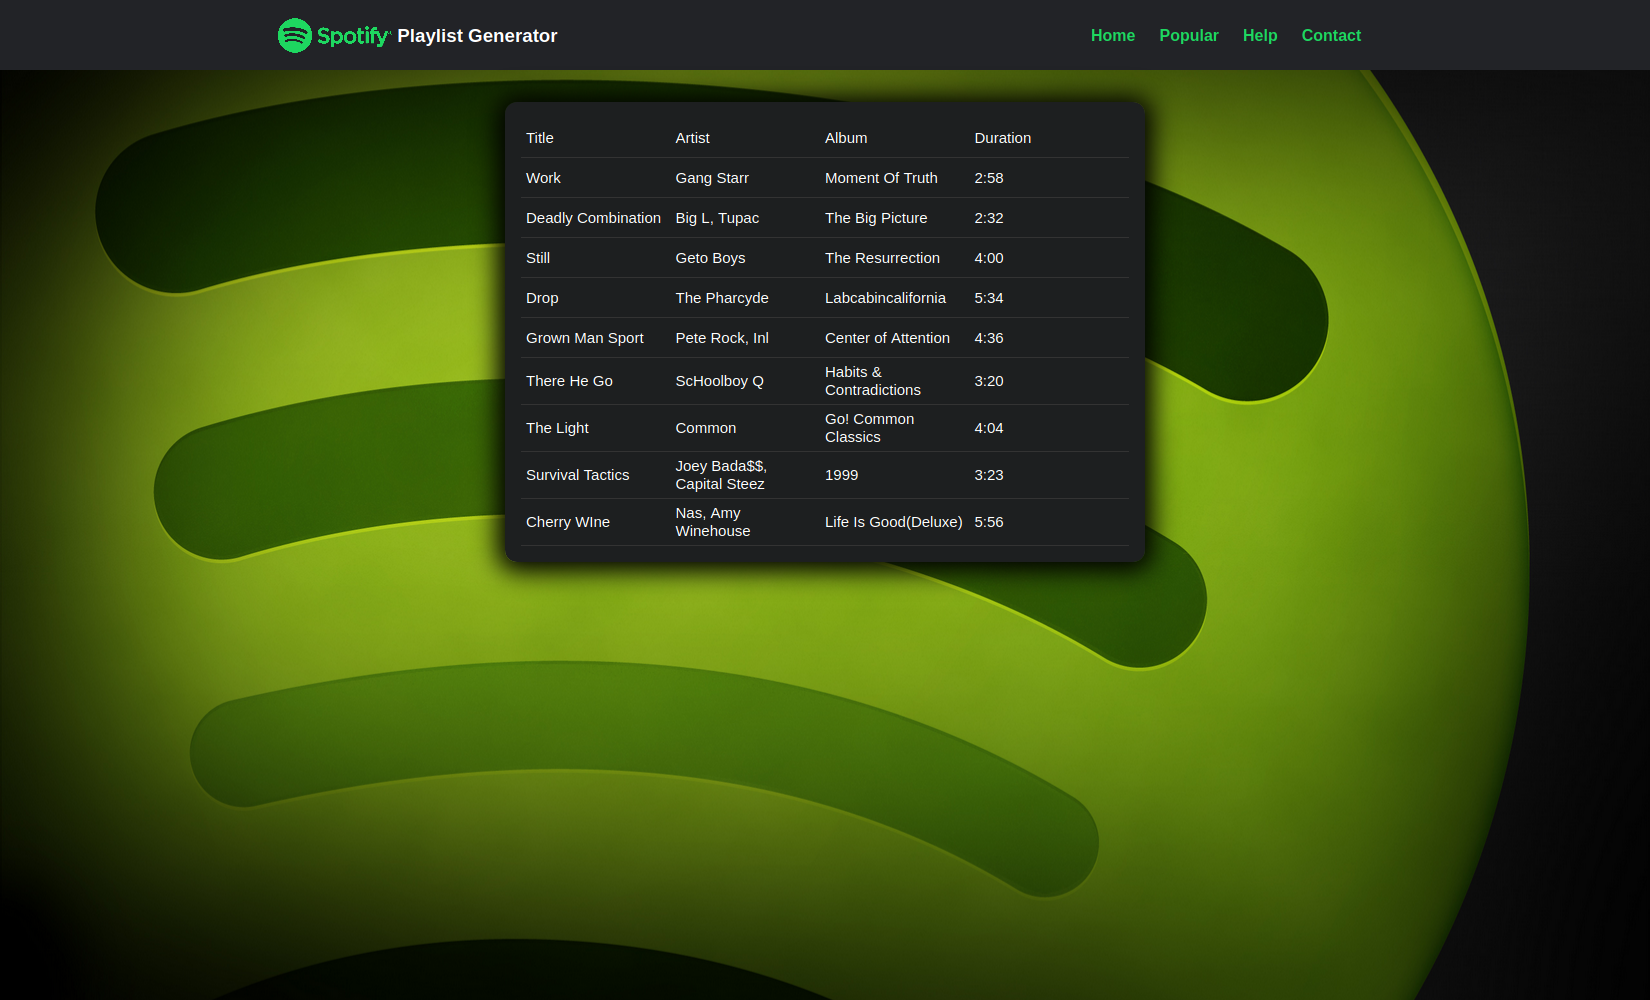 Spotify Playlist Generator Home Popular Help Contact
Title Artist Album Duration
Work Gang Starr Moment Of Truth 2:58
Deadly Combination Big L, Tupac The Big Picture 2:32
Still Geto Boys The Resurrection 4:00
Drop The Pharcyde Labcabincalifornia 5:34
Grown Man Sport Pete Rock, Inl Center of Attention 4:36
There He Go ScHoolboy Q Habits &
Contradictions 3:20
The Light Common Go! Common
Classics 4:04
Survival Tactics Joey Bada$$,
Capital Steez 1999 3:23
Cherry WIne Nas, Amy
Winehouse Life Is Good(Deluxe) 5:56